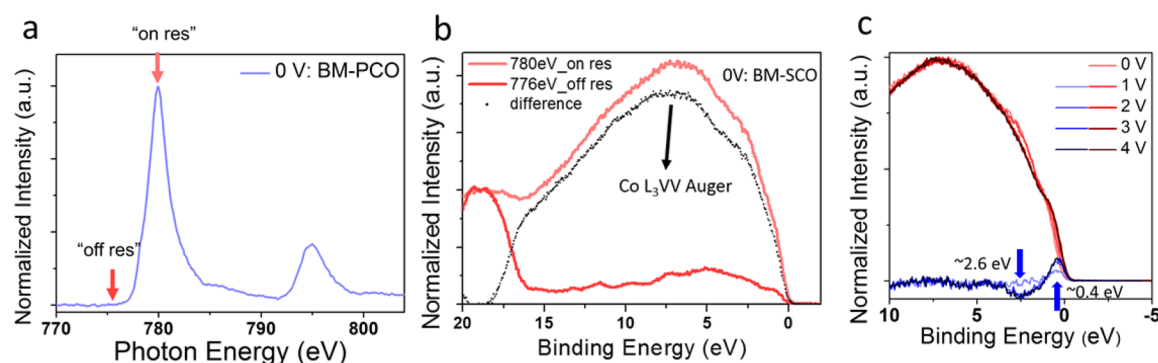 a
"on res"
0 V: BM-PCO
"off res"
Normalized Intensity (a.u.)
770
780
790
800
Photon Energy (eV)
b
780eV_on res
776eV_off res
difference
0V: BM-SCO
Co L₃VV Auger
Normalized Intensity (a.u.)
20
15
10
5
0
Binding Energy (eV)
c
0 V
1 V
2 V
3 V
4 V
~2.6 eV
~0.4 eV
Normalized Intensity (a.u.)
10
5
0
-5
Binding Energy (eV)